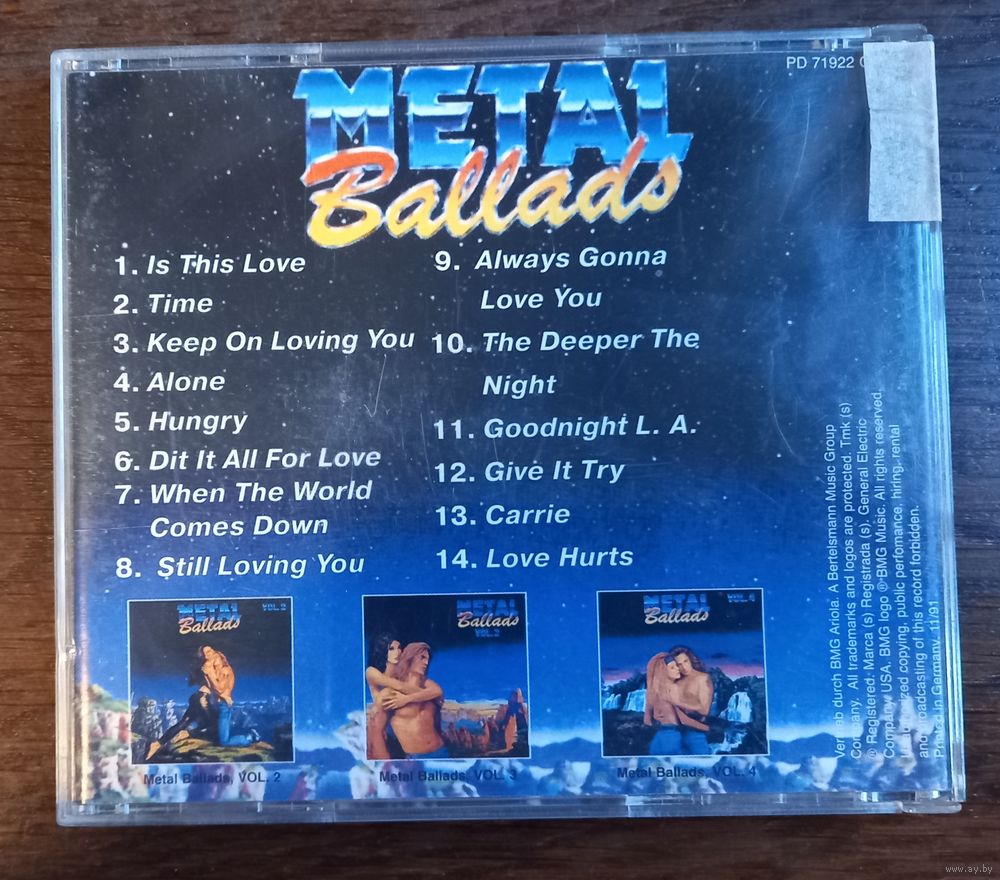 PD 71922
METAL
Ballads
1. Is This Love
2. Time
3. Keep On Loving You
4. Alone
5. Hungry
6. Dit It All For Love
7. When The World
Comes Down
8. Still Loving You
9. Always Gonna
Love You
10. The Deeper The
Night
11. Goodnight L. A.
12. Give It Try
13. Carrie
14. Love Hurts
METAL VOL. 2
Ballads
METAL
Ballads
VOL. 3
METAL VOL. 4
Ballads
Metal Ballads, VOL. 2
Metal Ballads, VOL. 3
Metal Ballads, VOL. 4
durch BMG Ariola. A Bertelsmann Music Group
Company. All trademarks and logos are protected. Tmk (s)
® Registered. Marca (s) Registrada (s). General Electric
Company, USA. BMG logo ® BMG Music. All rights reserved.
copying, public perfomance, hiring, rental
and broadcasting of this record forbidden.
in Germany. 11/91
www.ay.by